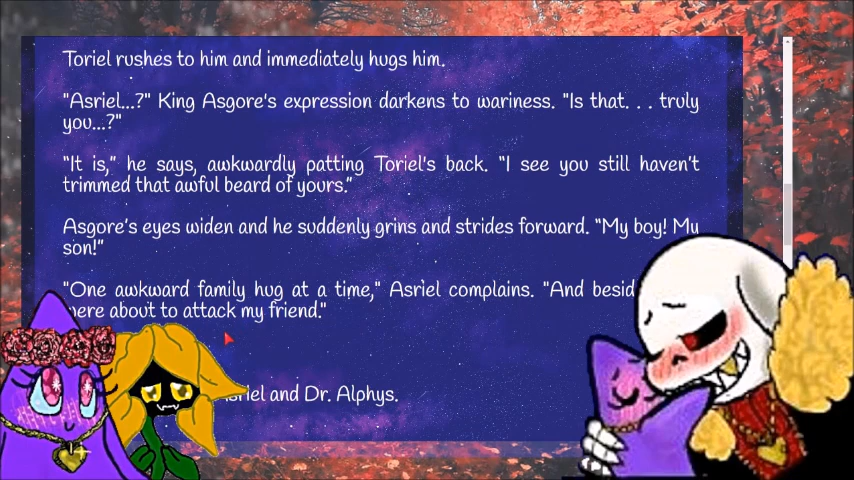 Toriel rushes to him and immediately hugs him.
"Asriel...?" King Asgore's expression darkens to wariness. "Is that. . . truly
you...?"
“It is,” he says, awkwardly patting Toriel's back. “I see you still haven't
trimmed that awful beard of yours.”
Asgore's eyes widen and he suddenly grins and strides forward. “My boy! My
son!”
"One awkward family hug at a time," Asriel complains. "And besid
were about to attack my friend."
sriel and Dr. Alphys.